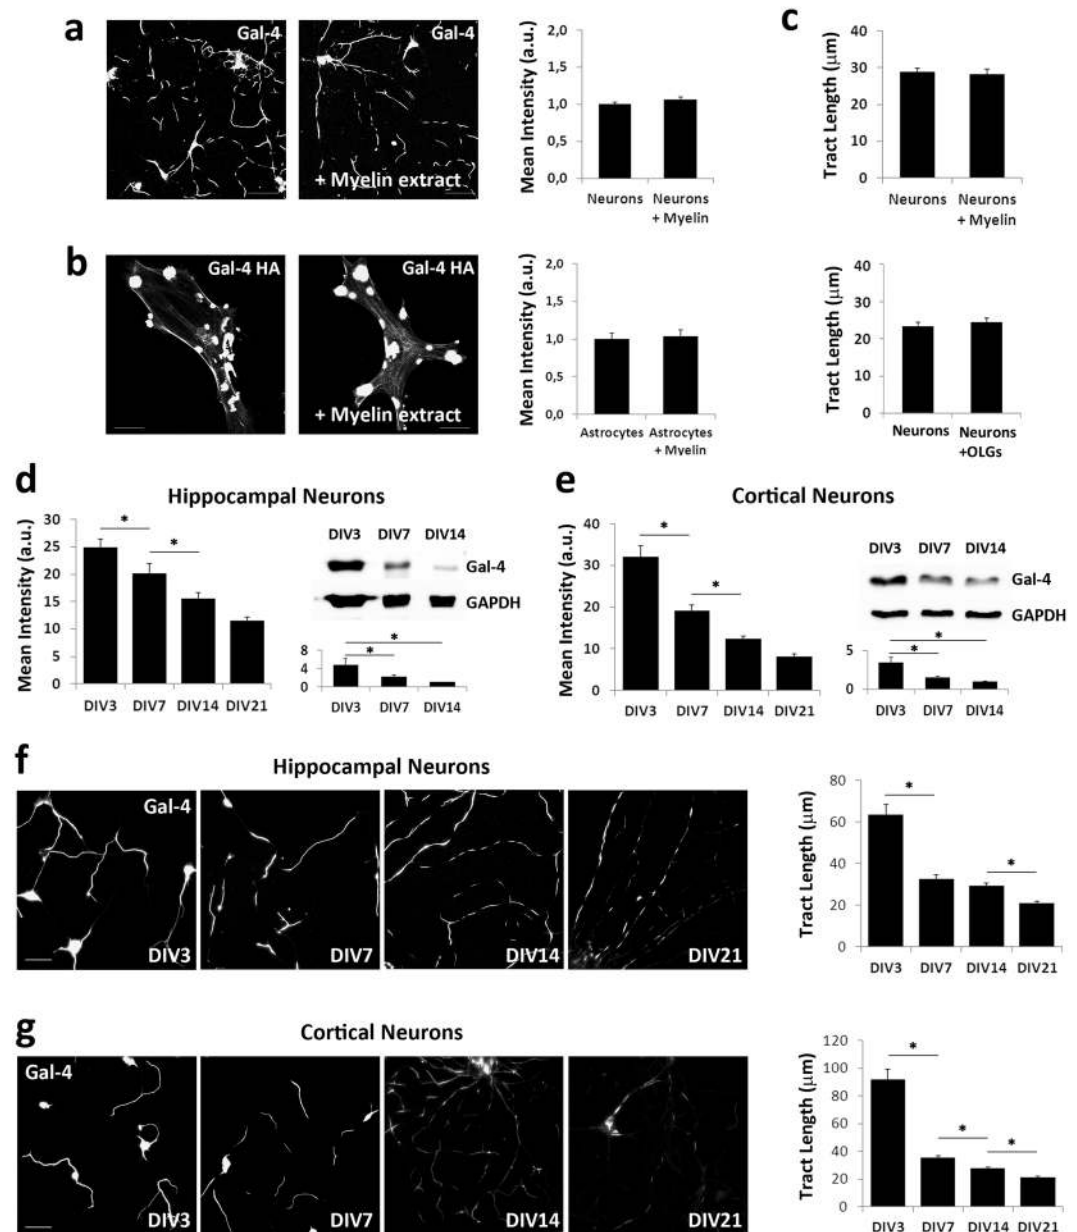 a
Gal-4
Gal-4
+ Myelin extract
Mean Intensity (a.u.)
2,0
1,5
1,0
0,5
0,0
Neurons
Neurons
+ Myelin
c
Tract Length (μm)
40
30
20
10
0
Neurons
Neurons
+ Myelin
b
Gal-4 HA
Gal-4 HA
+ Myelin extract
Mean Intensity (a.u.)
2,0
1,5
1,0
0,5
0,0
Astrocytes
Astrocytes
+ Myelin
Tract Length (μm)
40
30
20
10
0
Neurons
Neurons
+OLGs
d
Hippocampal Neurons
Mean Intensity (a.u.)
30
25
20
15
10
5
0
*
*
DIV3 DIV7 DIV14 DIV21
DIV3 DIV7 DIV14
Gal-4
GAPDH
8
4
0
*
*
DIV3 DIV7 DIV14
e
Cortical Neurons
Mean Intensity (a.u.)
40
30
20
10
0
*
*
DIV3 DIV7 DIV14 DIV21
DIV3 DIV7 DIV14
Gal-4
GAPDH
5
0
*
*
DIV3 DIV7 DIV14
f
Hippocampal Neurons
Gal-4
DIV3
DIV7
DIV14
DIV21
Tract Length (μm)
80
60
40
20
0
*
*
DIV3 DIV7 DIV14 DIV21
g
Cortical Neurons
Gal-4
DIV3
DIV7
DIV14
DIV21
Tract Length (μm)
120
100
80
60
40
20
0
*
*
*
DIV3 DIV7 DIV14 DIV21